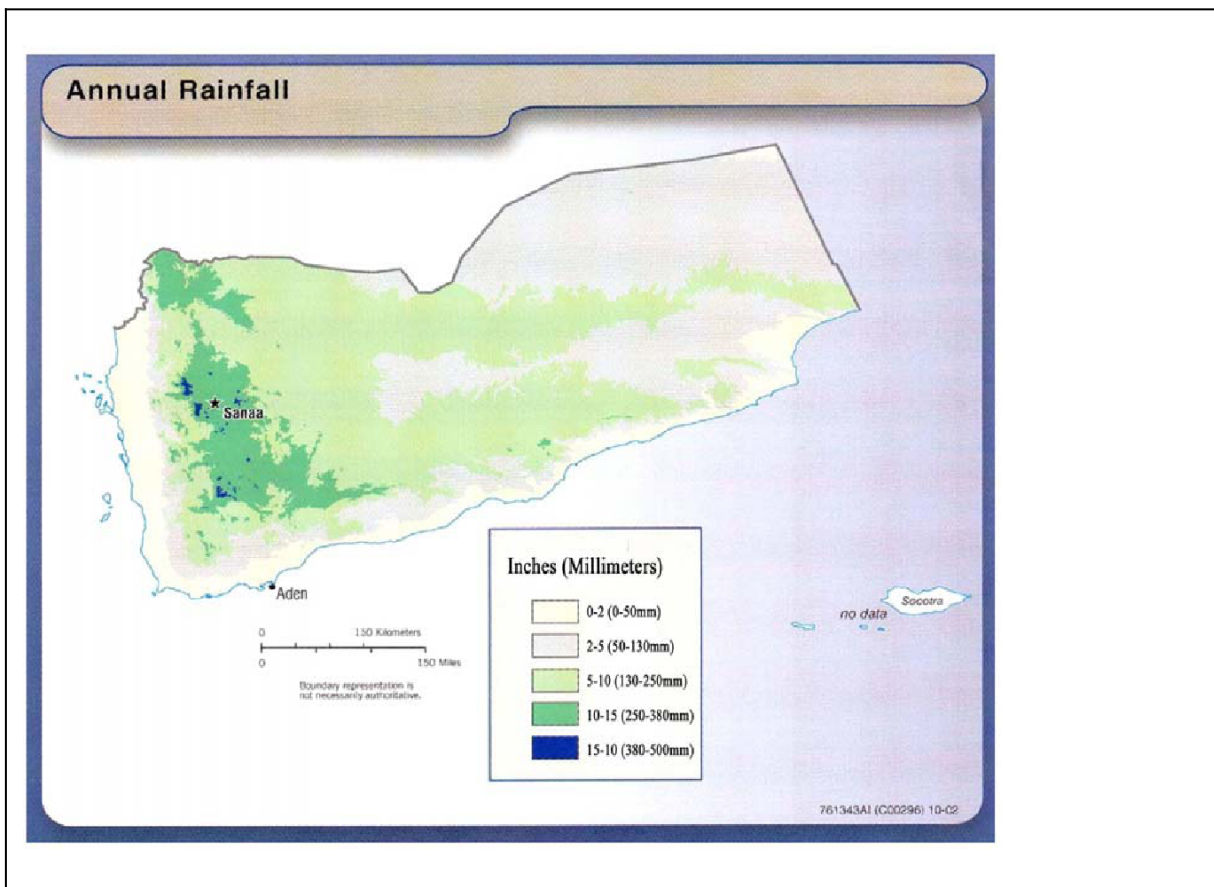 Annual Rainfall
Sanaa
Aden
Inches (Millimeters)
0-2 (0-50mm)
2-5 (50-130mm)
5-10 (130-250mm)
10-15 (250-380mm)
15-10 (380-500mm)
no data
Socotra
0 150 Kilometers
0 150 Miles
Boundary representation is
not necessarily authoritative.
761343AI (C00296) 10-02